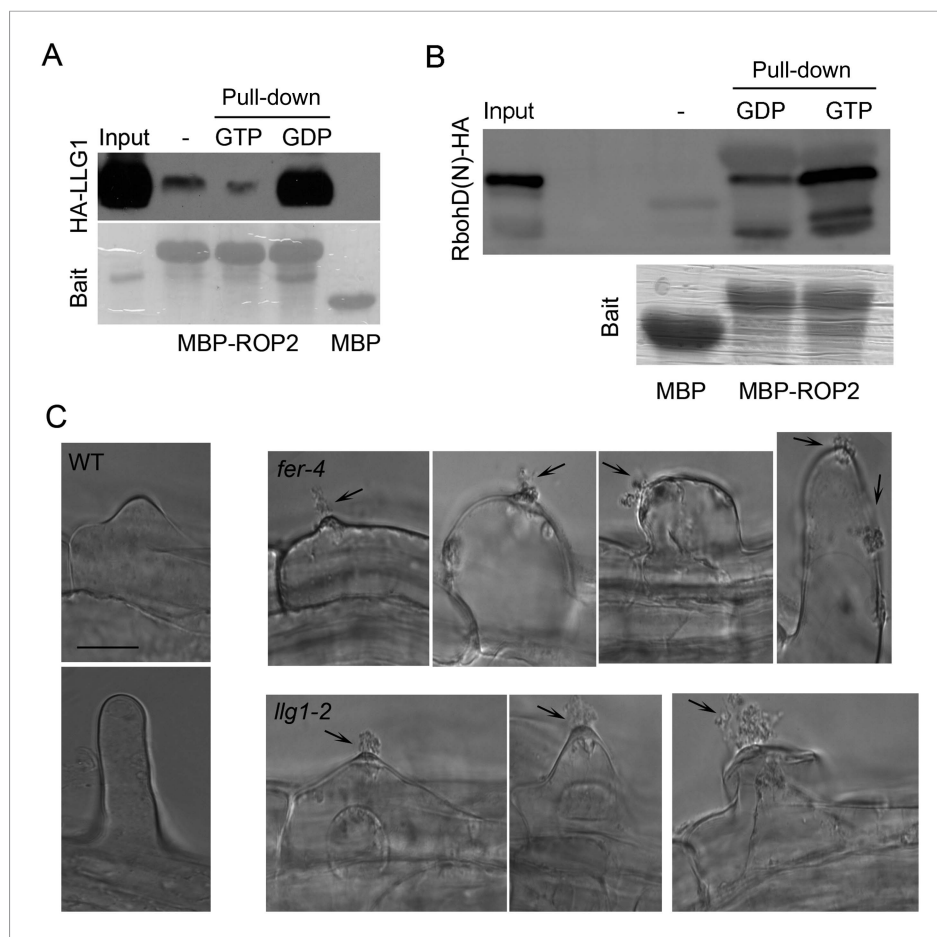 A
Pull-down
Input - GTP GDP
HA-LLG1
Bait
MBP-ROP2 MBP
B
Pull-down
Input - GDP GTP
RbohD(N)-HA
Bait
MBP MBP-ROP2
C
WT
fer-4
llg1-2